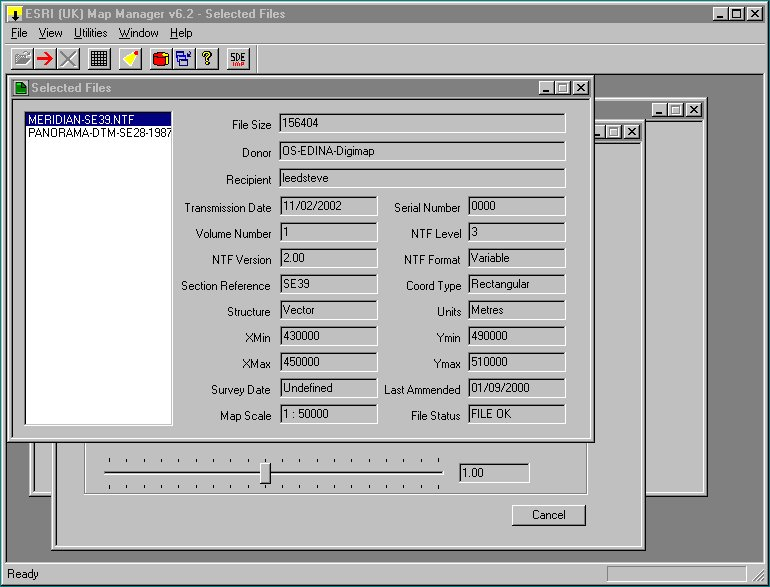 ESRI (UK) Map Manager v6.2 - Selected Files
File View Utilities Window Help
SDE imp
Selected Files
MERIDIAN-SE39.NTF
PANORAMA-DTM-SE28-1987
File Size 156404
Donor OS-EDINA-Digimap
Recipient leedsteve
Transmission Date 11/02/2002 Serial Number 0000
Volume Number 1 NTF Level 3
NTF Version 2.00 NTF Format Variable
Section Reference SE39 Coord Type Rectangular
Structure Vector Units Metres
XMin 430000 Ymin 490000
XMax 450000 Ymax 510000
Survey Date Undefined Last Ammended 01/09/2000
Map Scale 1 : 50000 File Status FILE OK
1.00
Cancel
Ready